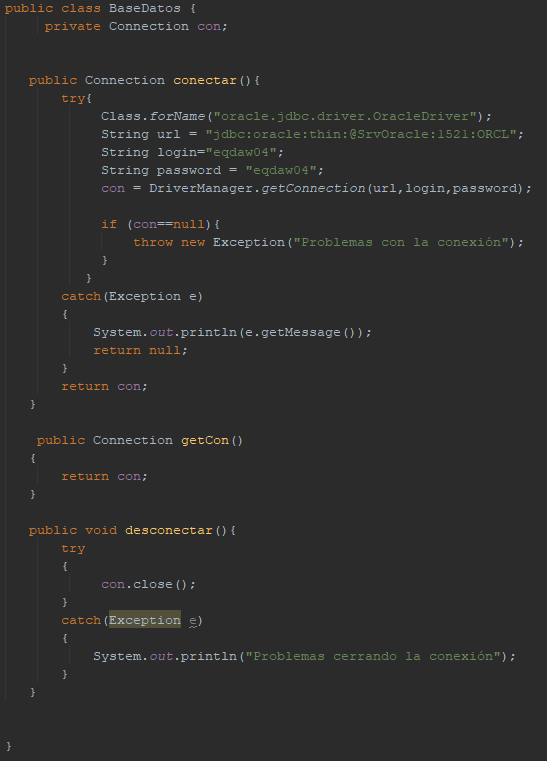 public class BaseDatos {
private Connection con;
public Connection conectar(){
try{
Class.forName("oracle.jdbc.driver.OracleDriver");
String url = "jdbc:oracle:thin:@SrvOracle:1521:ORCL";
String login="eqdaw04";
String password = "eqdaw04";
con = DriverManager.getConnection(url,login,password);
if (con==null){
throw new Exception("Problemas con la conexión");
}
}
catch(Exception e)
{
System.out.println(e.getMessage());
return null;
}
return con;
}
public Connection getCon()
{
return con;
}
public void desconectar(){
try
{
con.close();
}
catch(Exception e)
{
System.out.println("Problemas cerrando la conexión");
}
}
}